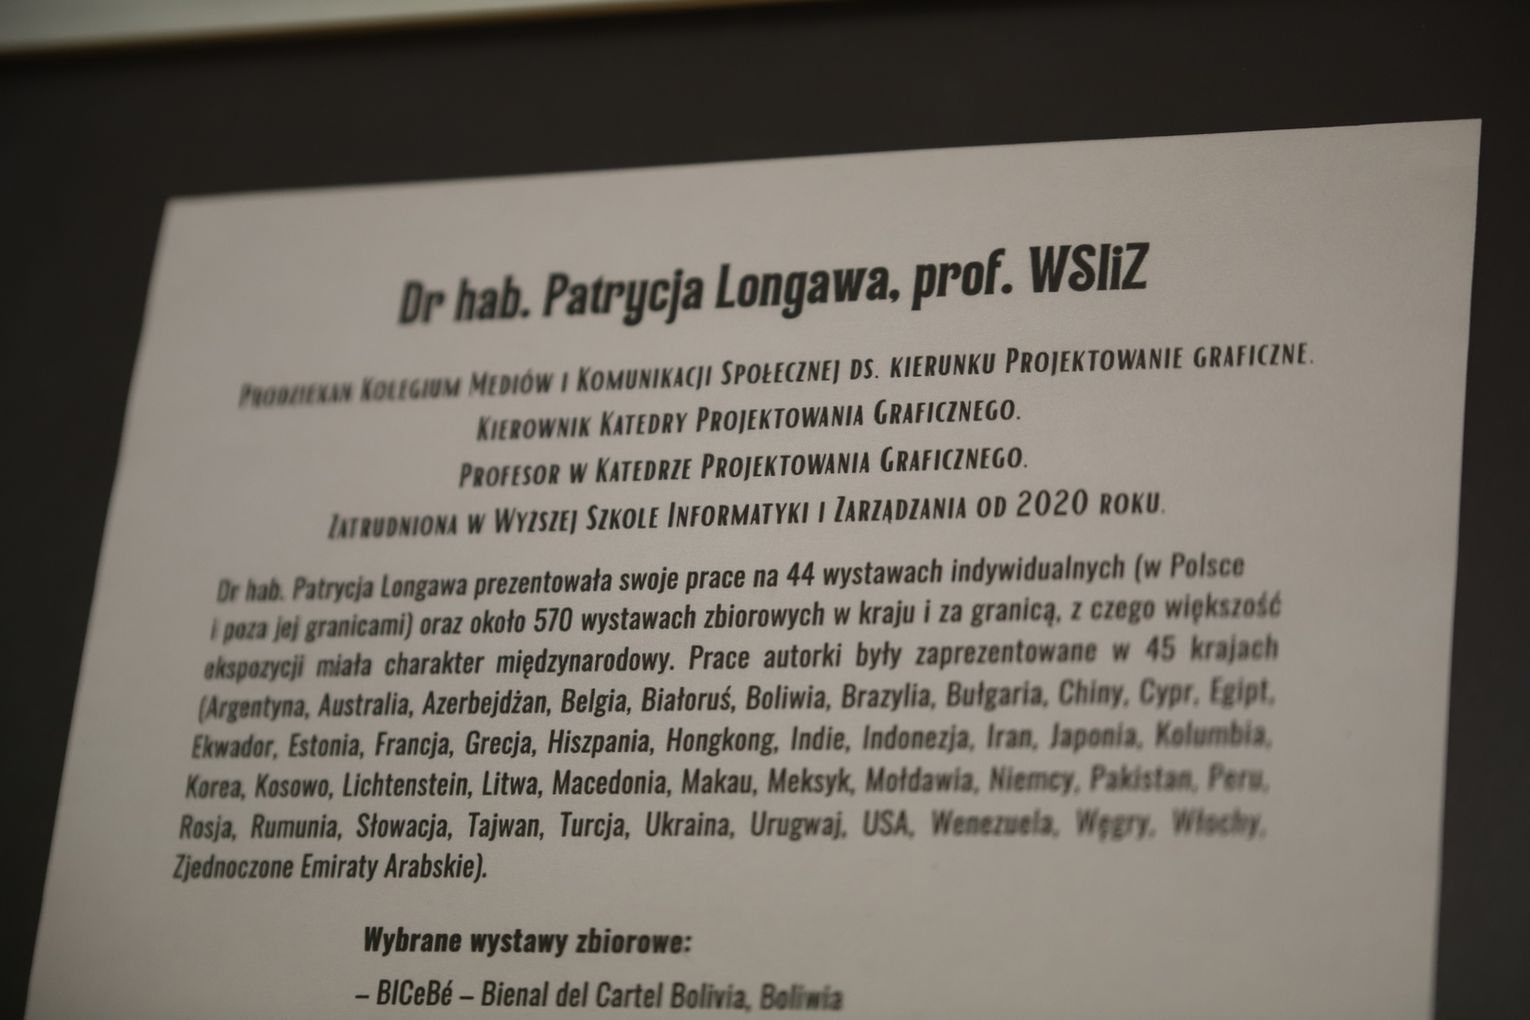 Dr hab. Patrycja Longawa, prof. WSIiZ
Prodziekan Kolegium Mediów i Komunikacji Społecznej ds. kierunku Projektowanie graficzne.
Kierownik Katedry Projektowania Graficznego.
Profesor w Katedrze Projektowania Graficznego.
Zatrudniona w Wyzszej Szkole Informatyki i Zarządzania od 2020 roku.
Dr hab. Patrycja Longawa prezentowała swoje prace na 44 wystawach indywidualnych (w Polsce
i poza jej granicami) oraz około 570 wystawach zbiorowych w kraju i za granicą, z czego większość
ekspozycji miała charakter międzynarodowy. Prace autorki były zaprezentowane w 45 krajach
(Argentyna, Australia, Azerbejdżan, Belgia, Białoruś, Boliwia, Brazylia, Bułgaria, Chiny, Cypr, Egipt,
Ekwador, Estonia, Francja, Grecja, Hiszpania, Hongkong, Indie, Indonezja, Iran, Japonia, Kolumbia,
Korea, Kosowo, Lichtenstein, Litwa, Macedonia, Makau, Meksyk, Mołdawia, Niemcy, Pakistan, Peru,
Rosja, Rumunia, Słowacja, Tajwan, Turcja, Ukraina, Urugwaj, USA, Wenezuela, Węgry, Włochy,
Zjednoczone Emiraty Arabskie).
Wybrane wystawy zbiorowe:
– BICeBé – Bienal del Cartel Bolivia, Boliwia